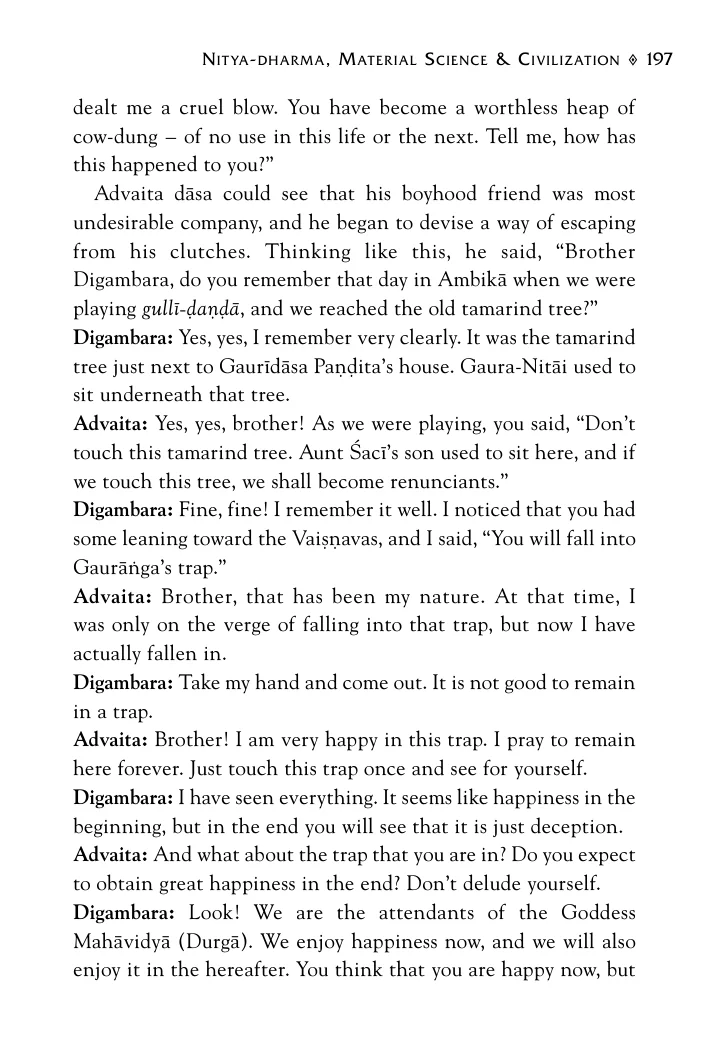 Nitya-dharma, Material Science & Civilization ◊ 197
dealt me a cruel blow. You have become a worthless heap of
cow-dung – of no use in this life or the next. Tell me, how has
this happened to you?”
Advaita dāsa could see that his boyhood friend was most
undesirable company, and he began to devise a way of escaping
from his clutches. Thinking like this, he said, “Brother
Digambara, do you remember that day in Ambikā when we were
playing gullī-ḍaṇḍā, and we reached the old tamarind tree?”
Digambara: Yes, yes, I remember very clearly. It was the tamarind
tree just next to Gaurīdāsa Paṇḍita’s house. Gaura-Nitāi used to
sit underneath that tree.
Advaita: Yes, yes, brother! As we were playing, you said, “Don’t
touch this tamarind tree. Aunt Śacī’s son used to sit here, and if
we touch this tree, we shall become renunciants.”
Digambara: Fine, fine! I remember it well. I noticed that you had
some leaning toward the Vaiṣṇavas, and I said, “You will fall into
Gaurāṅga’s trap.”
Advaita: Brother, that has been my nature. At that time, I
was only on the verge of falling into that trap, but now I have
actually fallen in.
Digambara: Take my hand and come out. It is not good to remain
in a trap.
Advaita: Brother! I am very happy in this trap. I pray to remain
here forever. Just touch this trap once and see for yourself.
Digambara: I have seen everything. It seems like happiness in the
beginning, but in the end you will see that it is just deception.
Advaita: And what about the trap that you are in? Do you expect
to obtain great happiness in the end? Don’t delude yourself.
Digambara: Look! We are the attendants of the Goddess
Mahāvidyā (Durgā). We enjoy happiness now, and we will also
enjoy it in the hereafter. You think that you are happy now, but